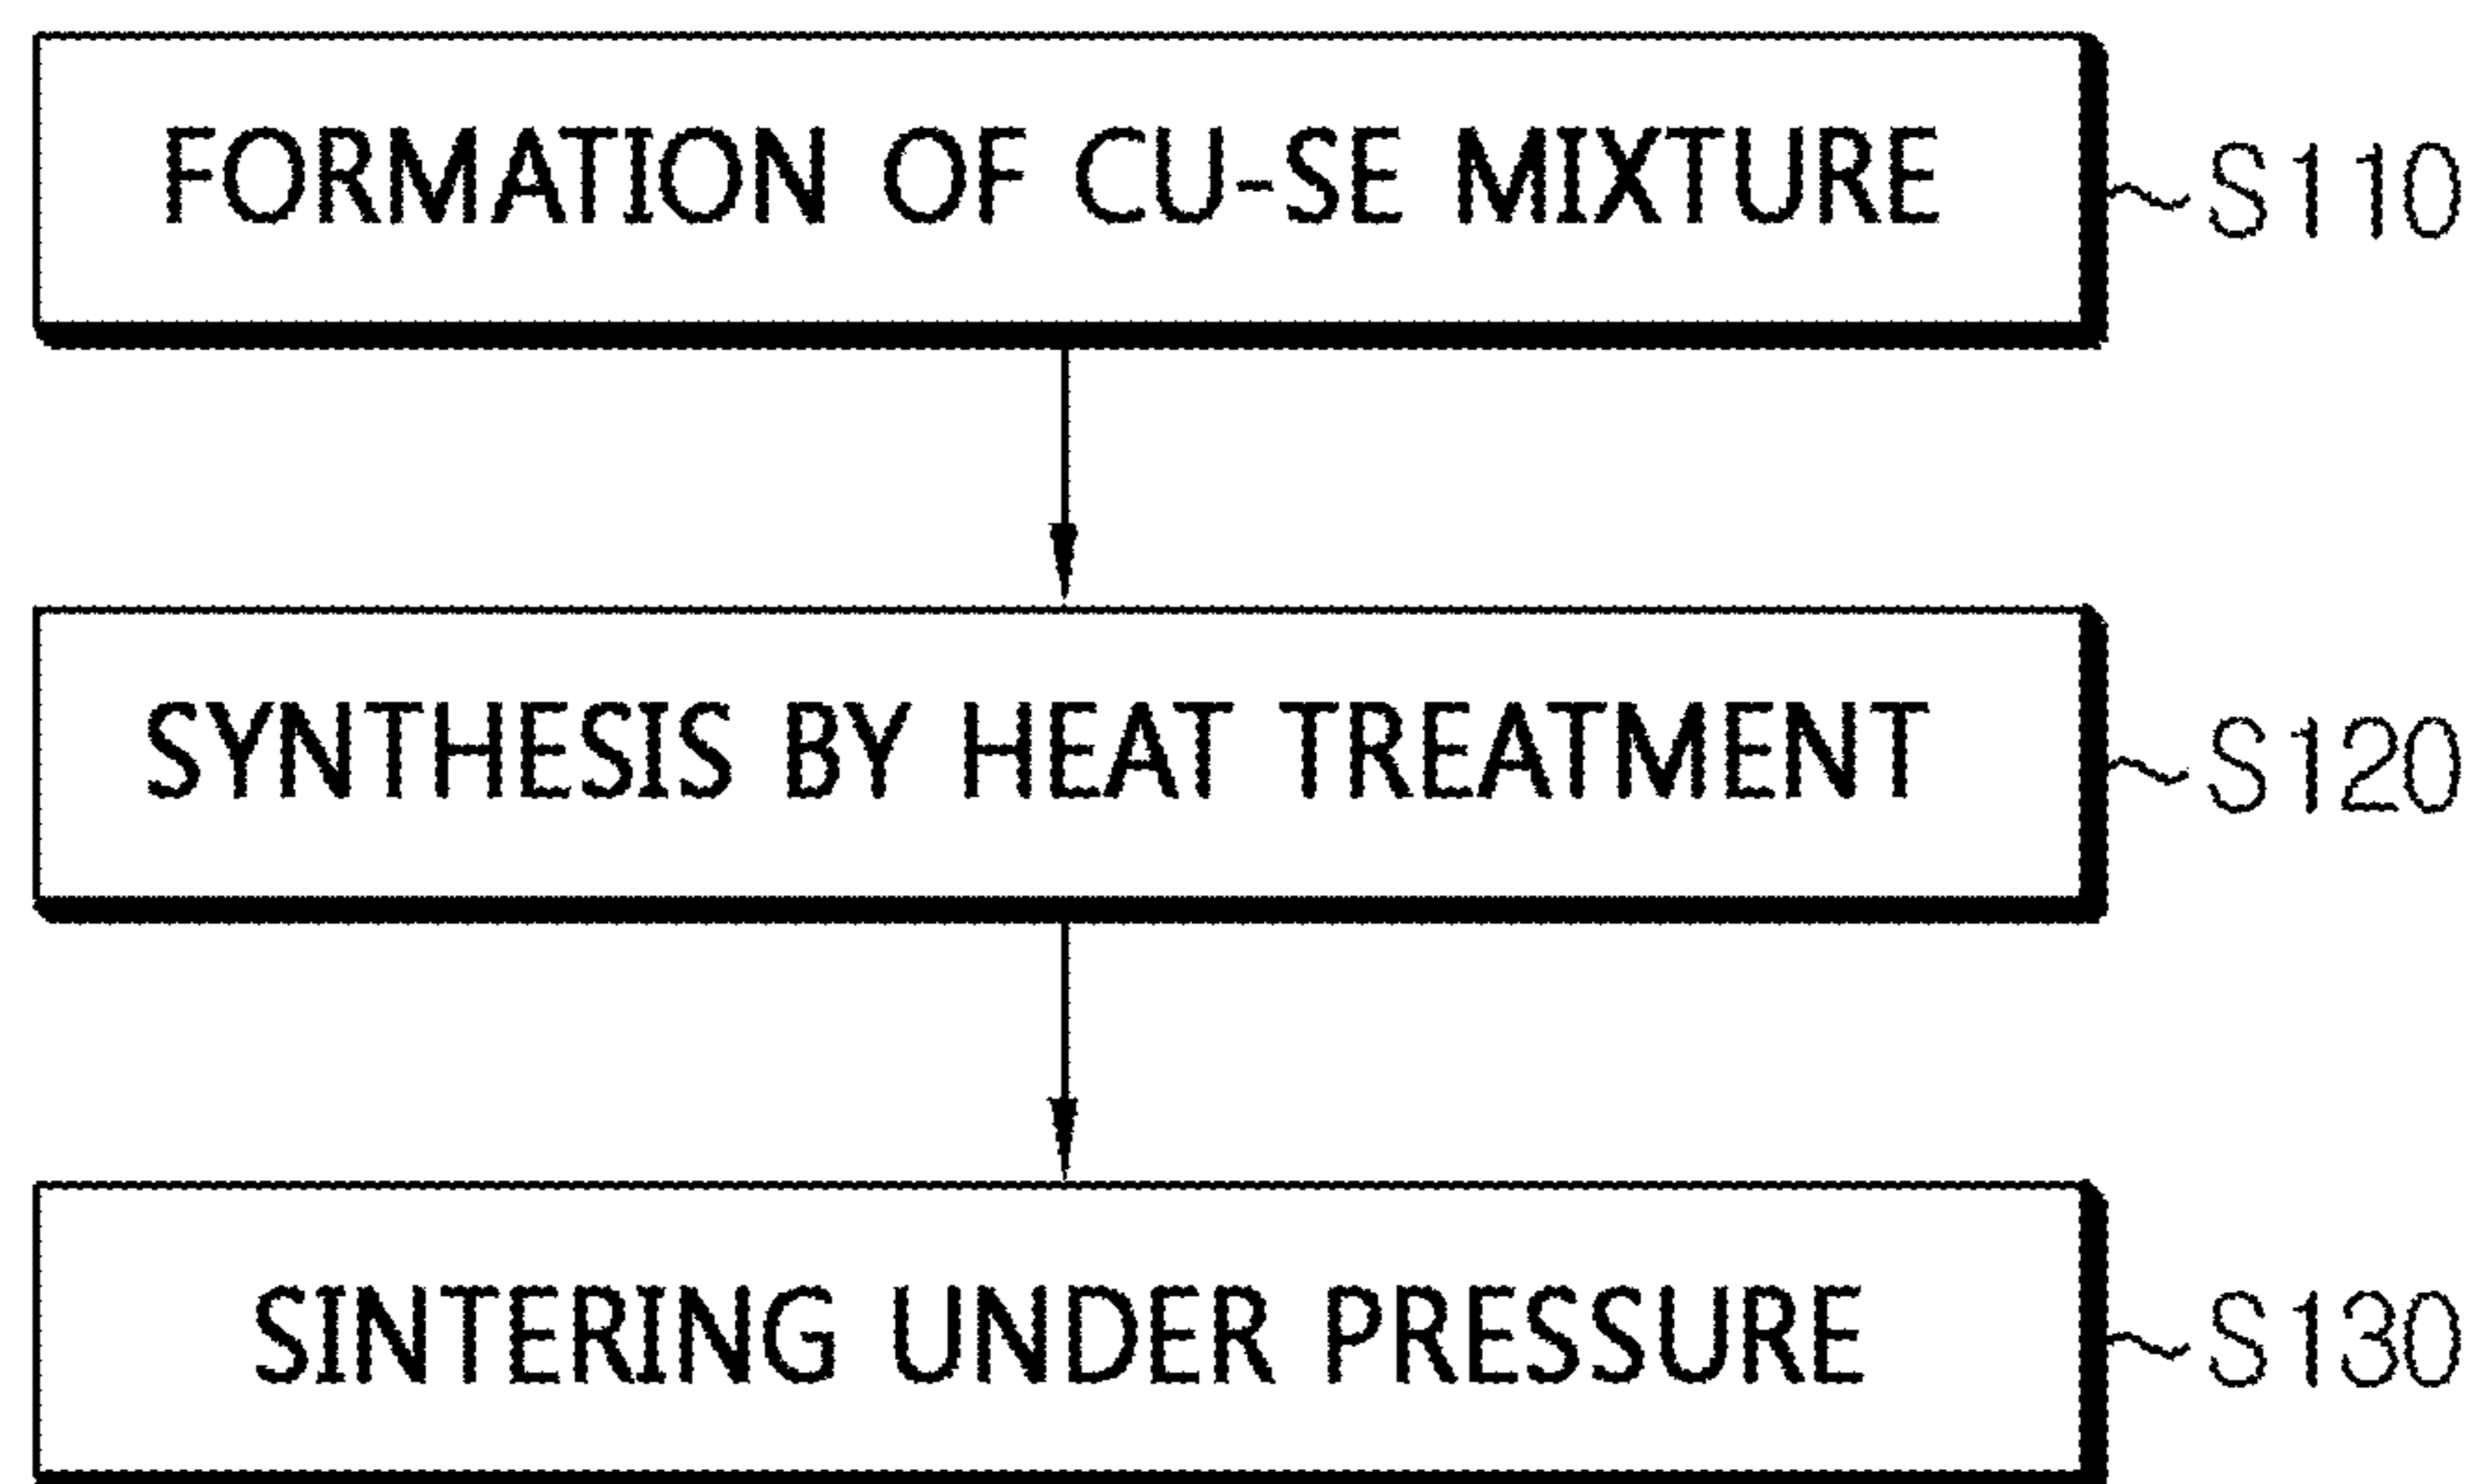 FORMATION OF CU-SE MIXTURE S110
SYNTHESIS BY HEAT TREATMENT S120
SINTERING UNDER PRESSURE S130